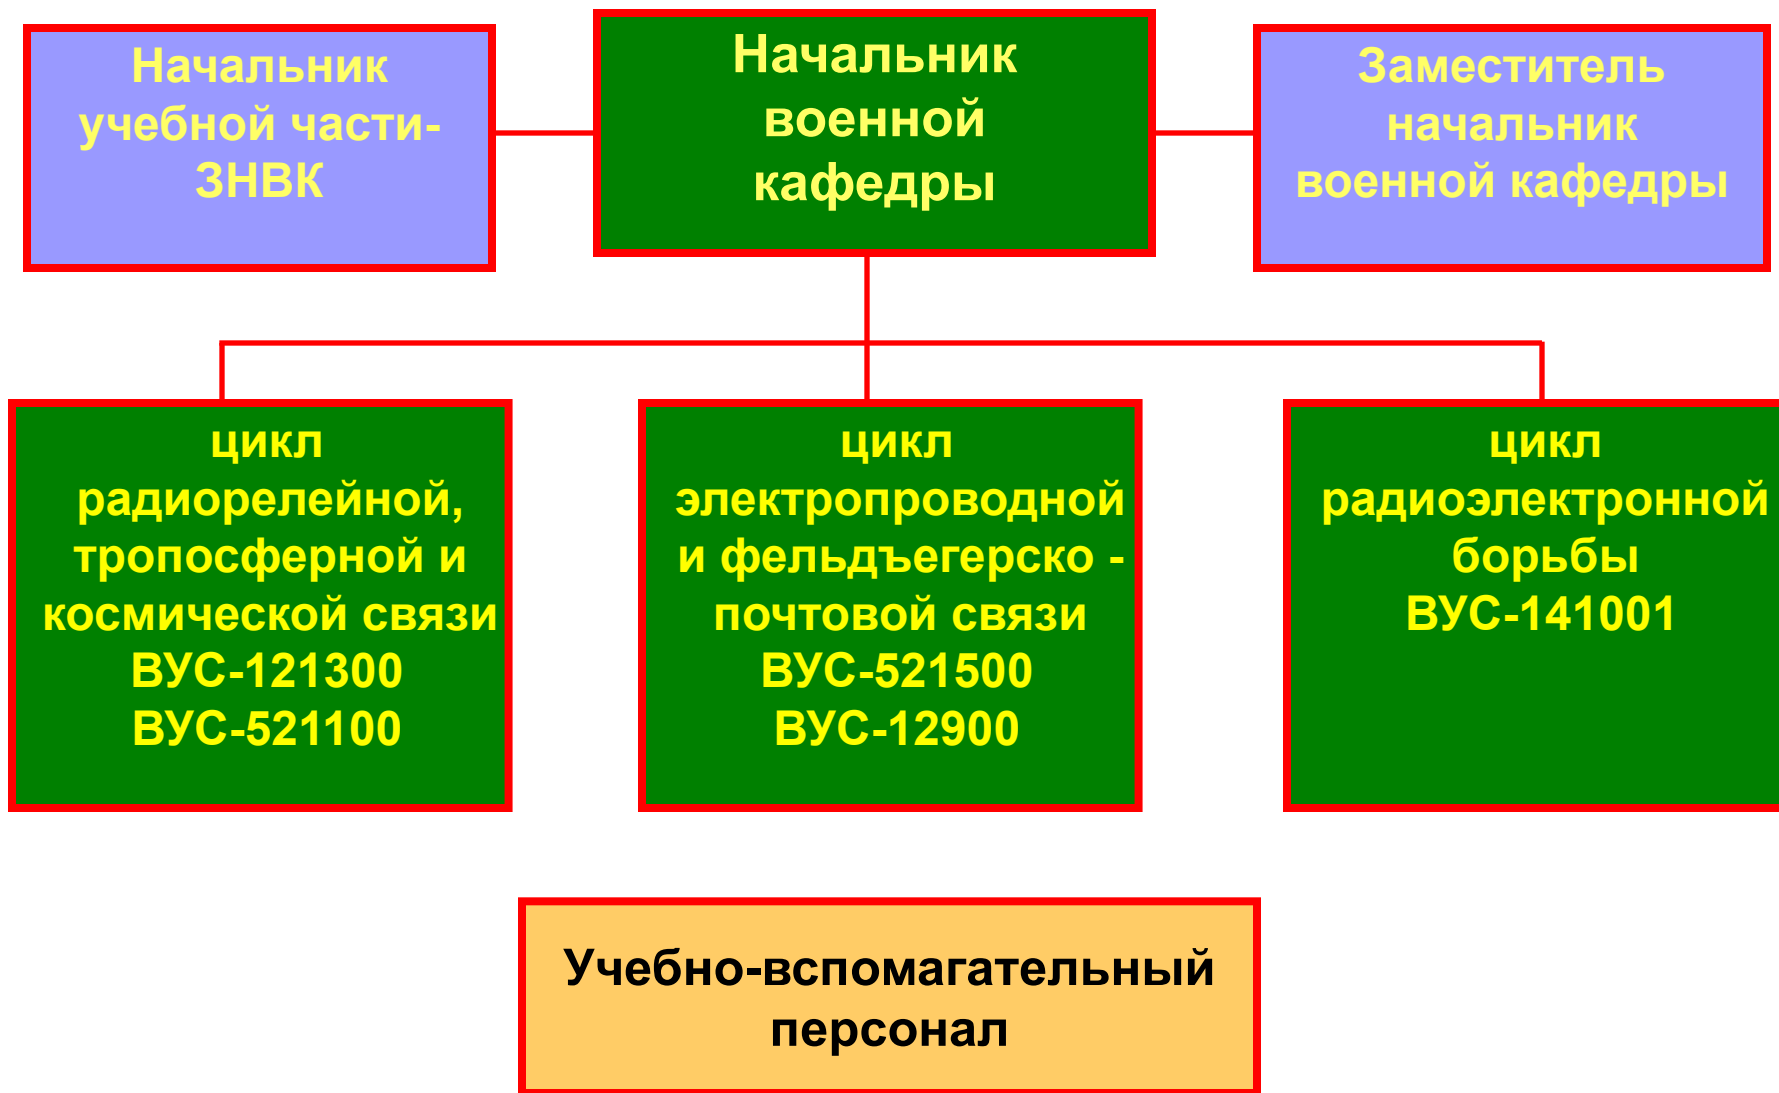 Начальник
учебной части-
ЗНВК
Начальник
военной
кафедры
Заместитель
начальник
военной кафедры
цикл
радиорелейной,
тропосферной и
космической связи
ВУС-121300
ВУС-521100
цикл
электропроводной
и фельдъегерско -
почтовой связи
ВУС-521500
ВУС-12900
цикл
радиоэлектронной
борьбы
ВУС-141001
Учебно-вспомагательный
персонал